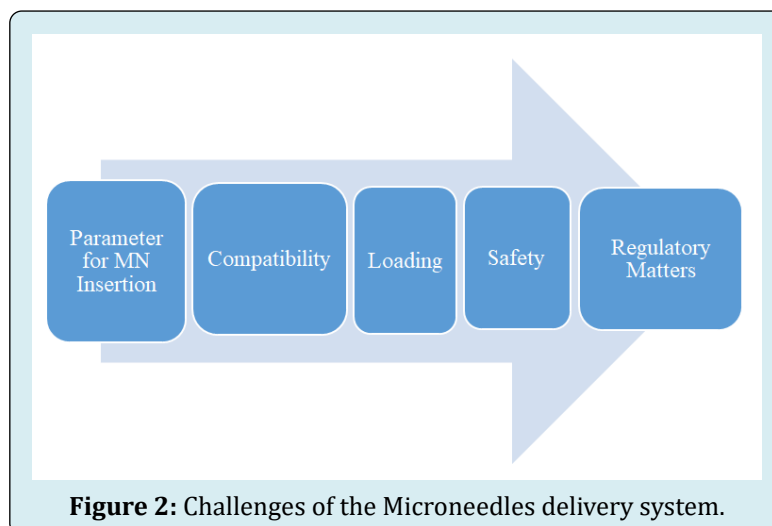 Parameter
for MN
Insertion
Compatibility
Loading
Safety
Regulatory
Matters
Figure 2: Challenges of the Microneedles delivery system.